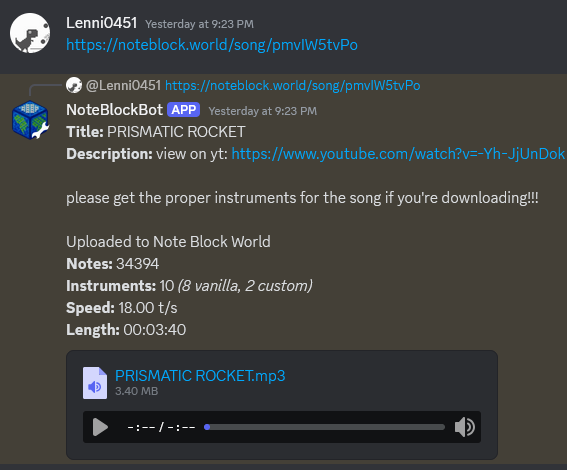 Lenni0451 Yesterday at 9:23 PM
https://noteblock.world/song/pmvIW5tvPo
@Lenni0451 https://noteblock.world/song/pmvIW5tvPo
NoteBlockBot APP Yesterday at 9:23 PM
Title: PRISMATIC ROCKET
Description: view on yt: https://www.youtube.com/watch?v=-Yh-JjUnDok
please get the proper instruments for the song if you're downloading!!!
Uploaded to Note Block World
Notes: 34394
Instruments: 10 (8 vanilla, 2 custom)
Speed: 18.00 t/s
Length: 00:03:40
PRISMATIC ROCKET.mp3
3.40 MB
-:-- / -:--